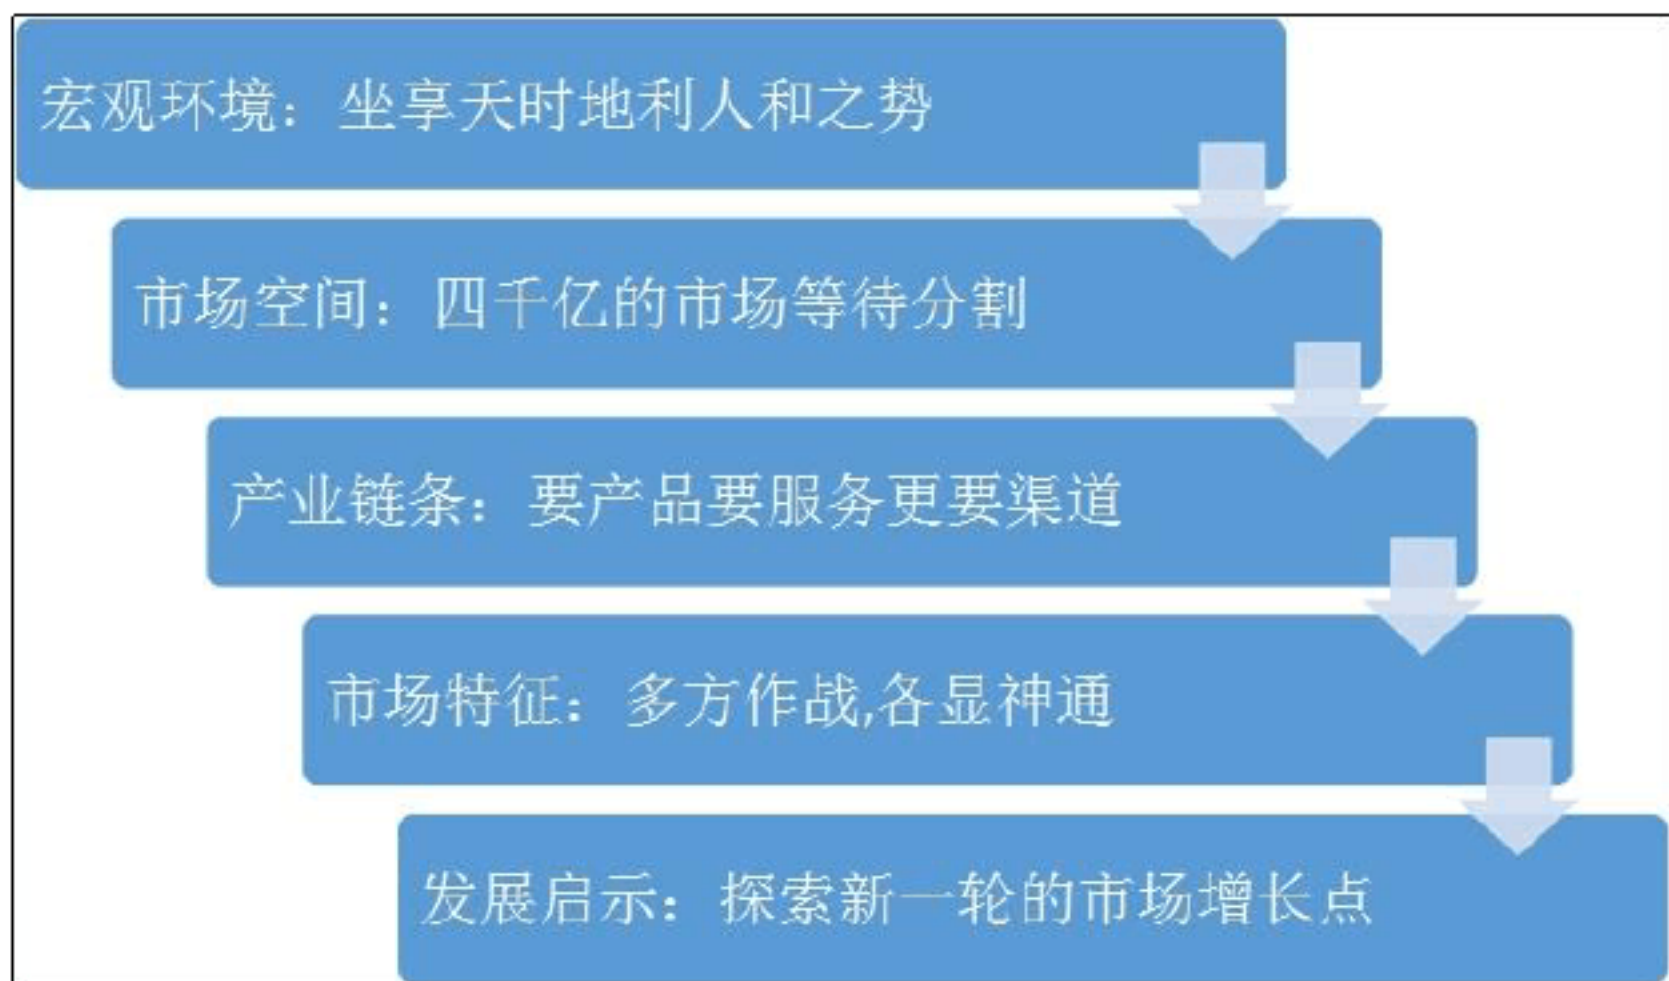 宏观环境：坐享天时地利人和之势
市场空间：四千亿的市场等待分割
产业链条：要产品要服务更要渠道
市场特征：多方作战,各显神通
发展启示：探索新一轮的市场增长点